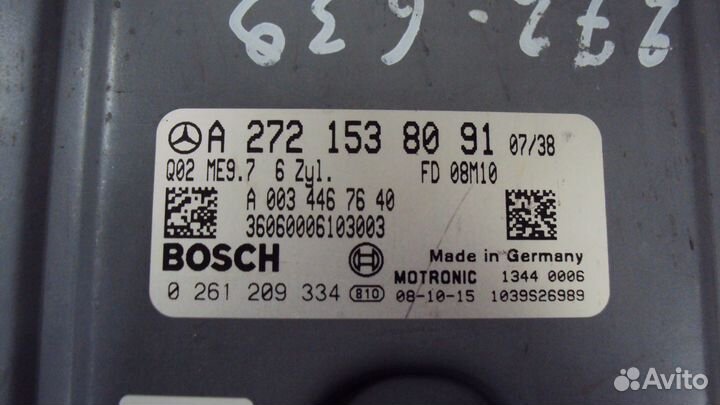 272-639
A 272 153 80 91 07/38
Q02 ME9.7 6 Zyl. FD 08M10
A 003 446 76 40
36060006103003
BOSCH Made in Germany
MOTRONIC 1344 0006
0 261 209 334 810 08-10-15 1039S26989
Avito